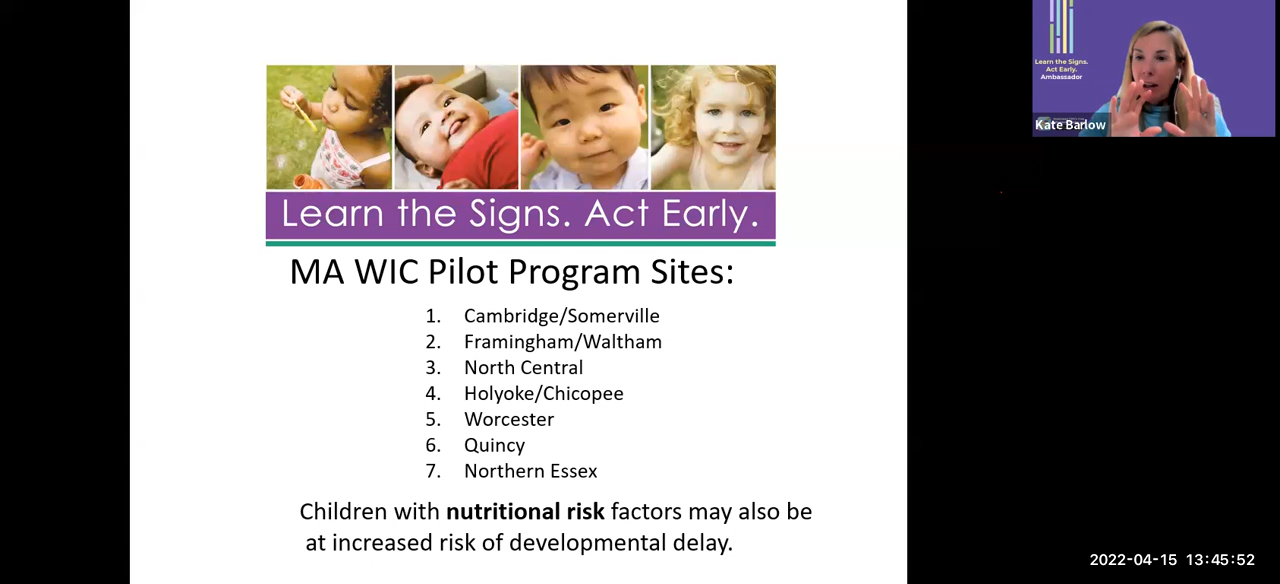 Learn the Signs.
Act Early.
Ambassador
Kate Barlow
Learn the Signs. Act Early.
MA WIC Pilot Program Sites:
1. Cambridge/Somerville
2. Framingham/Waltham
3. North Central
4. Holyoke/Chicopee
5. Worcester
6. Quincy
7. Northern Essex
Children with nutritional risk factors may also be
at increased risk of developmental delay.
2022-04-15 13:45:52